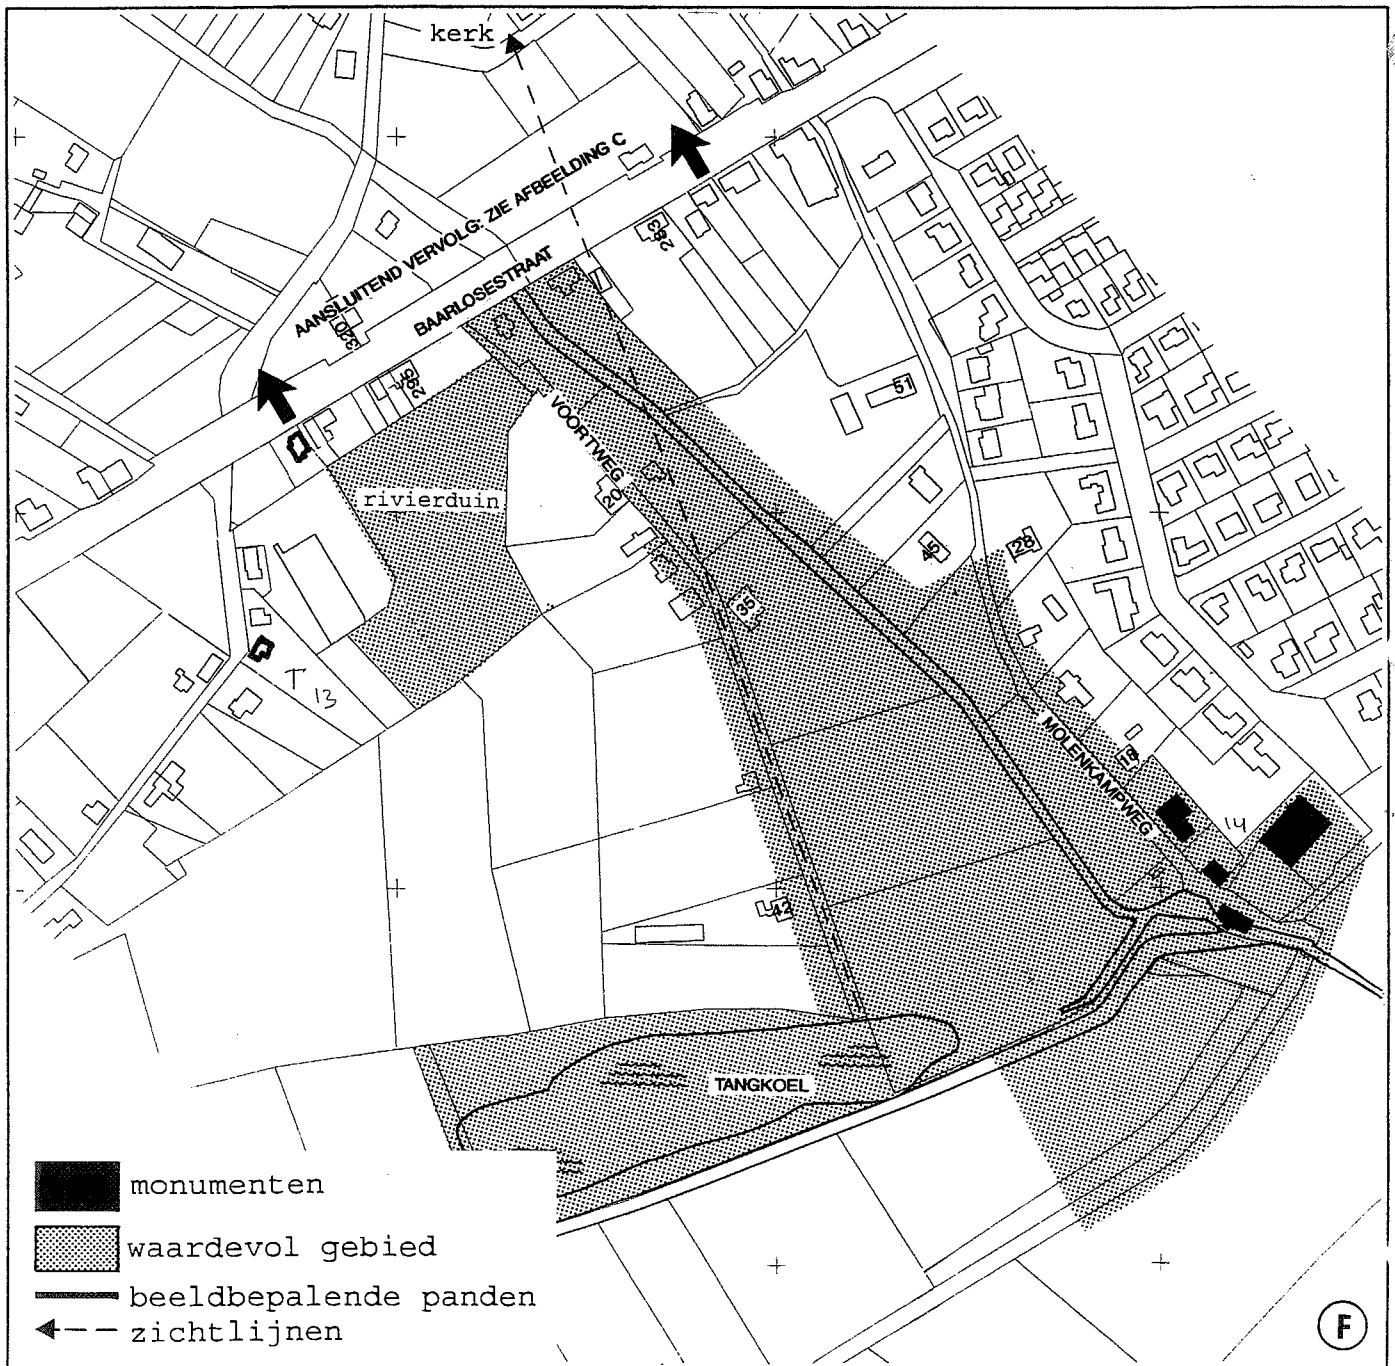 kerk
AANSLUITEND VERVOLG: ZIE AFBEELDING C
BAARLOSESTRAAT
283
320
295
51
VOORTWEG
rivierduin
20
45
28
35
T 13
MOLENKAMPWEG
18
14
42
TANGKOEL
monumenten
waardevol gebied
beeldbepalende panden
zichtlijnen
F